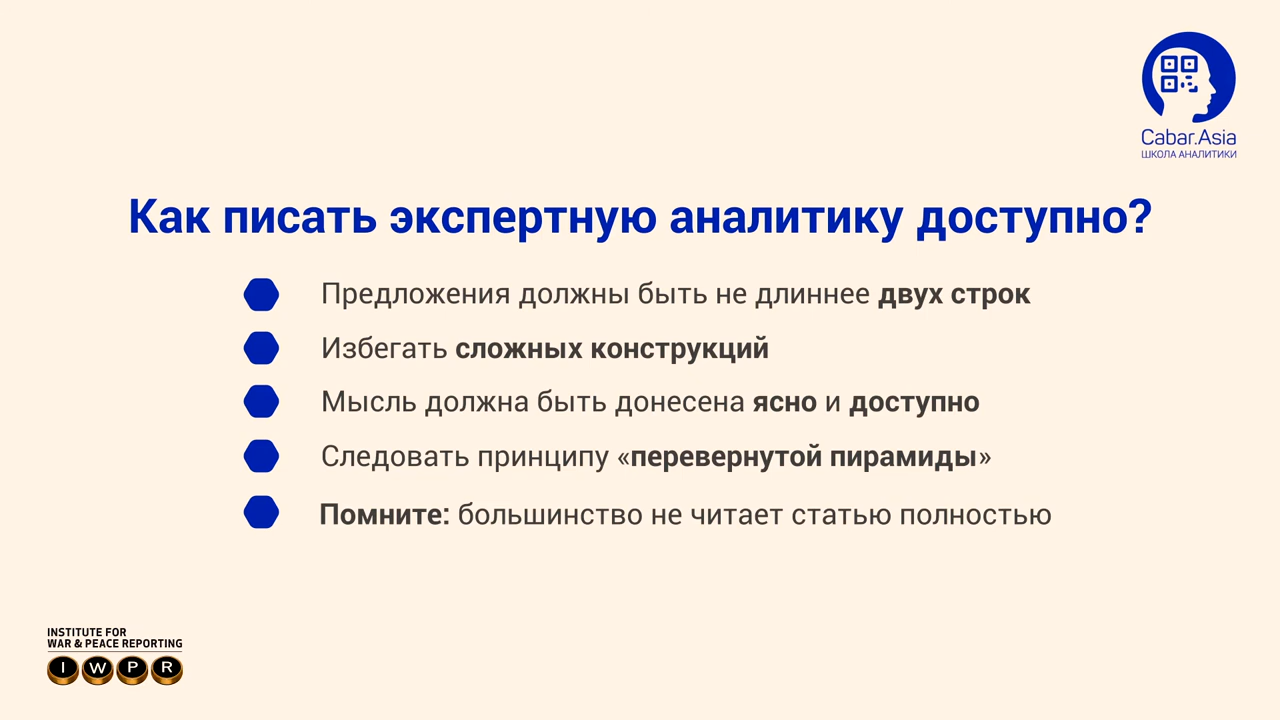 Cabar.Asia
ШКОЛА АНАЛИТИКИ
Как писать экспертную аналитику доступно?
Предложения должны быть не длиннее двух строк
Избегать сложных конструкций
Мысль должна быть донесена ясно и доступно
Следовать принципу «перевернутой пирамиды»
Помните: большинство не читает статью полностью
INSTITUTE FOR
WAR & PEACE REPORTING
I W P R